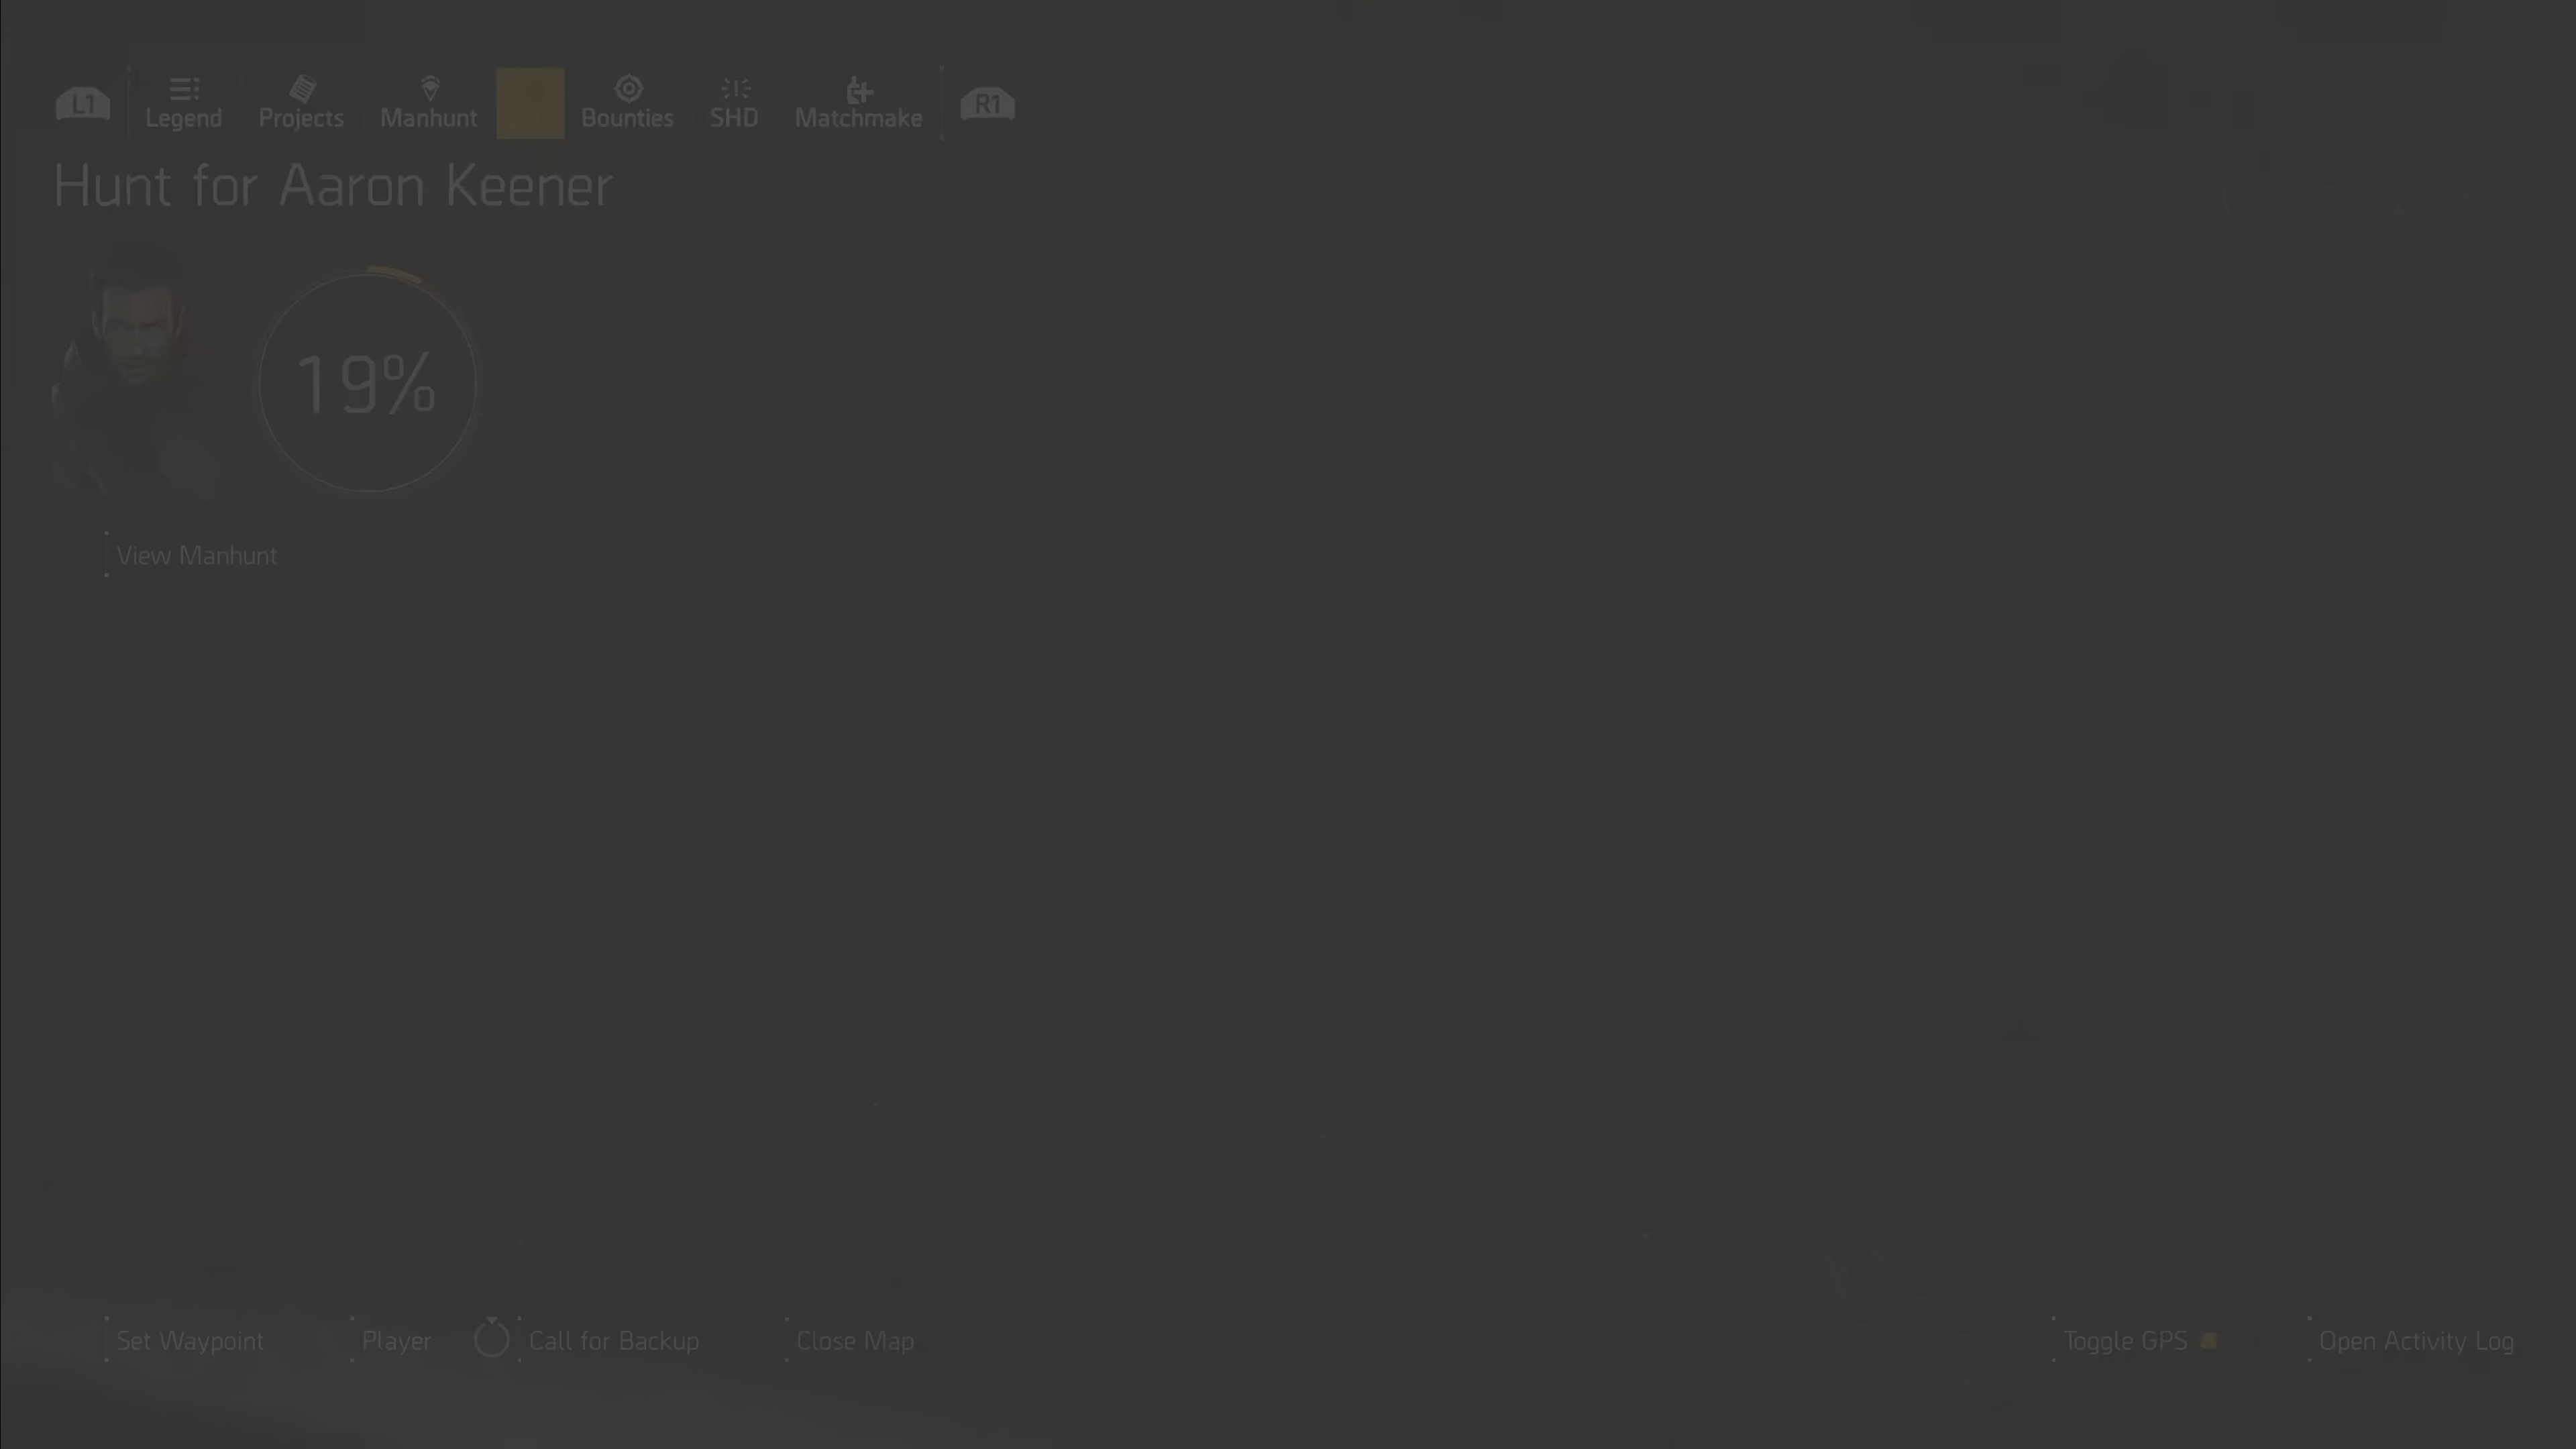 L1 Legend Projects Manhunt Bounties SHD Matchmake R1
Hunt for Aaron Keener
19%
View Manhunt
Set Waypoint Player Call for Backup Close Map Toggle GPS Open Activity Log